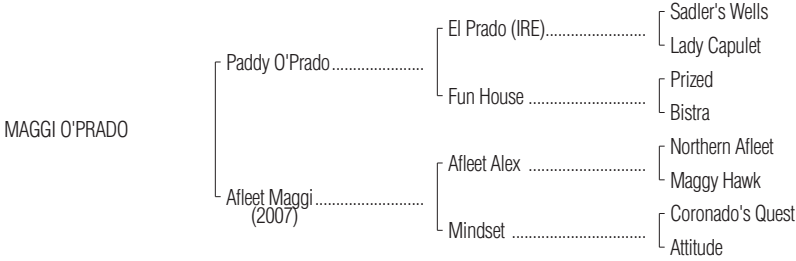 Sadler's Wells
El Prado (IRE)........................
Lady Capulet
Paddy O'Prado......................
Prized
Fun House ............................
Bistra
MAGGI O'PRADO
Northern Afleet
Afleet Alex ............................
Maggy Hawk
Afleet Maggi..........................
(2007)
Coronado's Quest
Mindset ................................
Attitude